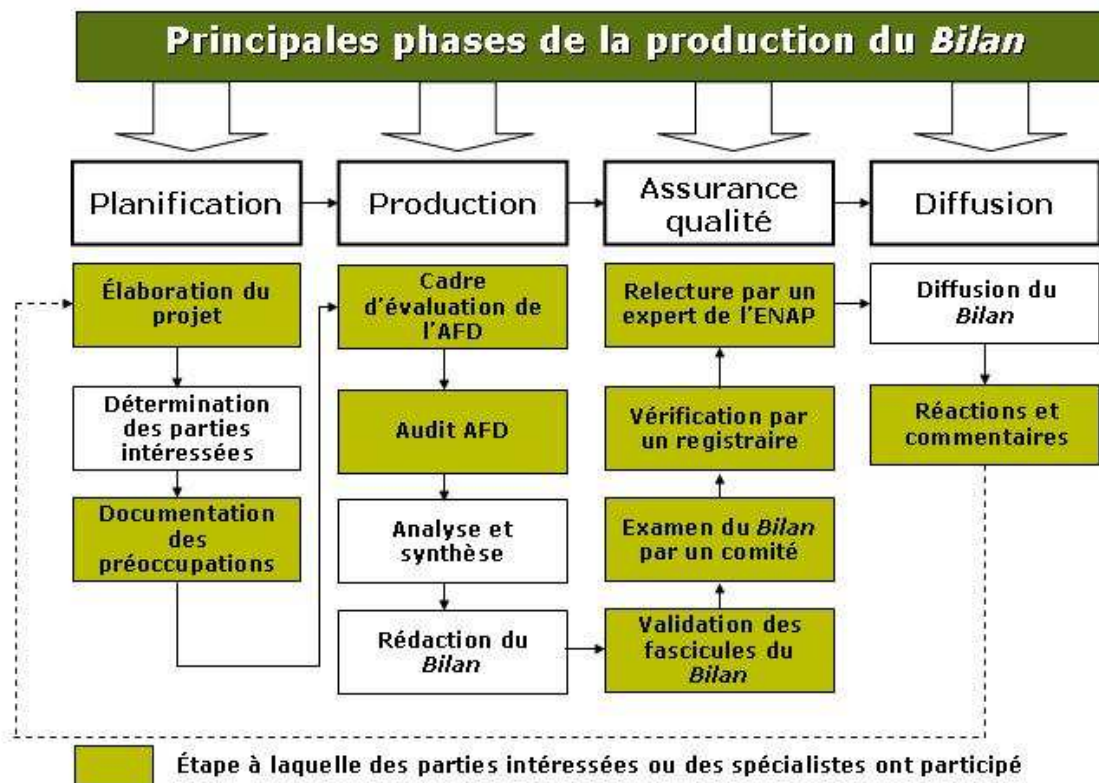 Principales phases de la production du Bilan
Planification
Production
Assurance
qualité
Diffusion
Élaboration du
projet
Détermination
des parties
intéressées
Documentation
des
préoccupations
Cadre
d'évaluation de
l'AFD
Audit AFD
Analyse et
synthèse
Rédaction du
Bilan
Relecture par un
expert de l'ENAP
Vérification par
un registraire
Examen du Bilan
par un comité
Validation des
fascicules du
Bilan
Diffusion du
Bilan
Réactions et
commentaires
Étape à laquelle des parties intéressées ou des spécialistes ont participé